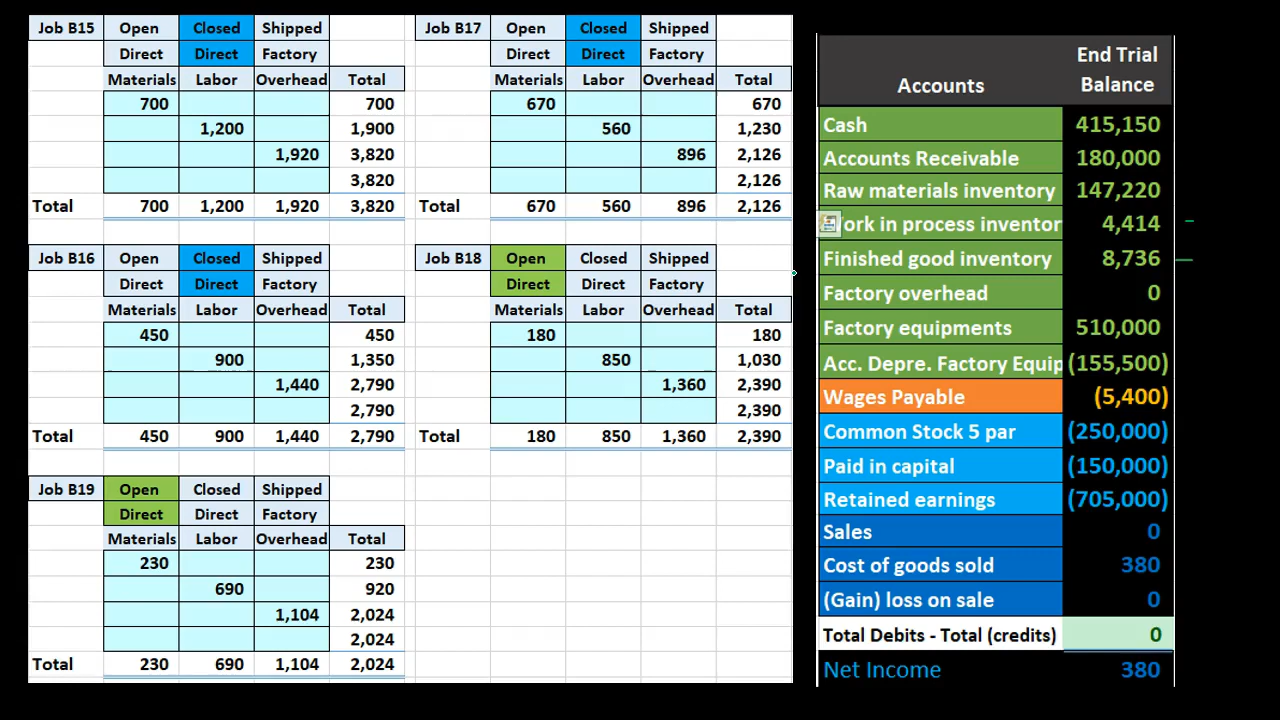 Job B15 Open Closed Shipped
Direct Direct Factory
Materials Labor Overhead Total
700 700
1,200 1,900
1,920 3,820
3,820
Total 700 1,200 1,920 3,820
Job B17 Open Closed Shipped
Direct Direct Factory
Materials Labor Overhead Total
670 670
560 1,230
896 2,126
2,126
Total 670 560 896 2,126
Job B16 Open Closed Shipped
Direct Direct Factory
Materials Labor Overhead Total
450 450
900 1,350
1,440 2,790
2,790
Total 450 900 1,440 2,790
Job B18 Open Closed Shipped
Direct Direct Factory
Materials Labor Overhead Total
180 180
850 1,030
1,360 2,390
2,390
Total 180 850 1,360 2,390
Job B19 Open Closed Shipped
Direct Direct Factory
Materials Labor Overhead Total
230 230
690 920
1,104 2,024
2,024
Total 230 690 1,104 2,024
End Trial
Accounts Balance
Cash 415,150
Accounts Receivable 180,000
Raw materials inventory 147,220
ork in process inventor 4,414
Finished good inventory 8,736
Factory overhead 0
Factory equipments 510,000
Acc. Depre. Factory Equip (155,500)
Wages Payable (5,400)
Common Stock 5 par (250,000)
Paid in capital (150,000)
Retained earnings (705,000)
Sales 0
Cost of goods sold 380
(Gain) loss on sale 0
Total Debits - Total (credits) 0
Net Income 380